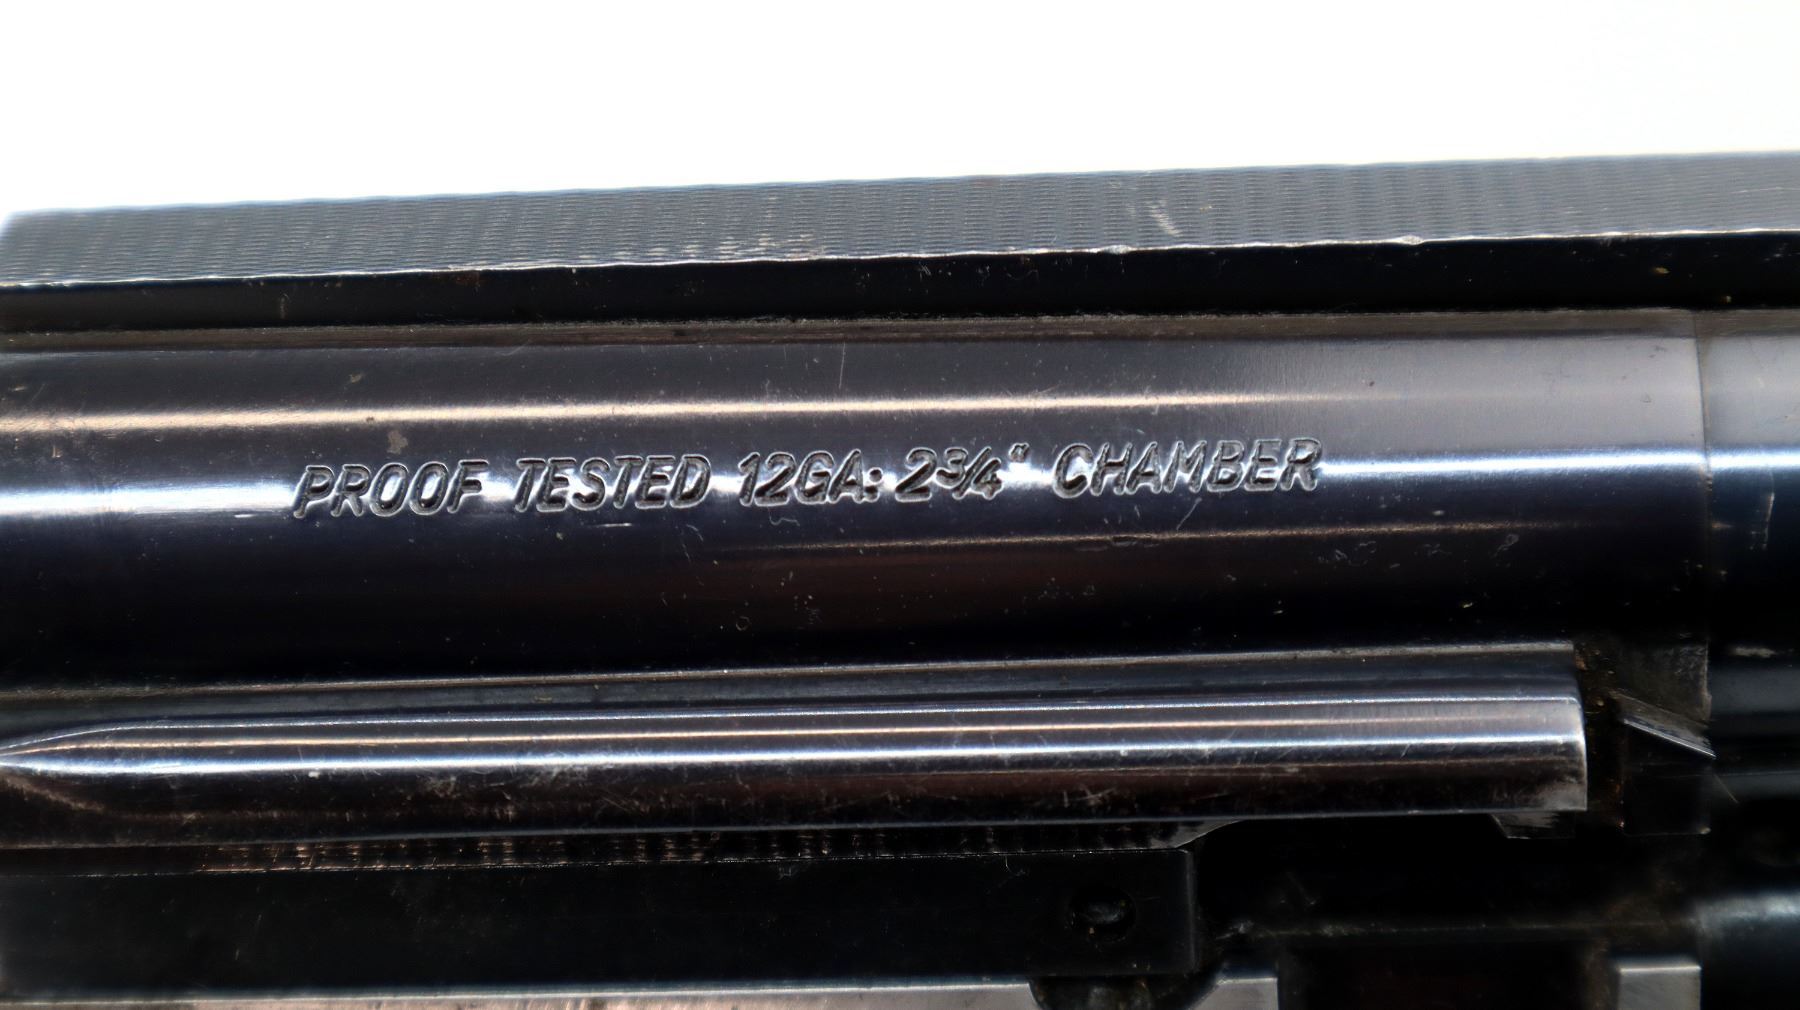 PROOF TESTED 12GA: 2¾" CHAMBER